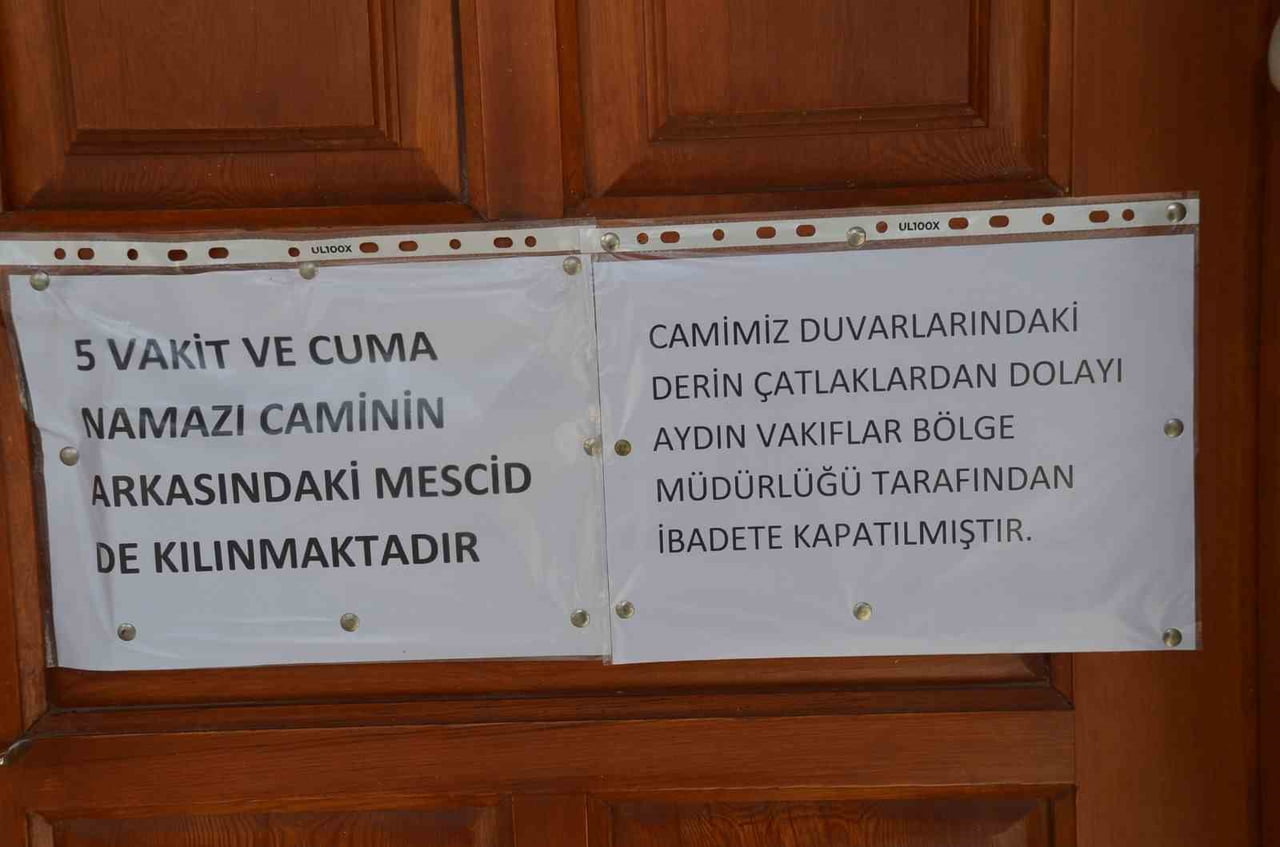 UL100X
5 VAKİT VE CUMA
NAMAZI CAMİNİN
ARKASINDAKİ MESCİD
DE KILINMAKTADIR
UL100X
CAMİMİZ DUVARLARINDAKİ
DERİN ÇATLAKLARDAN DOLAYI
AYDIN VAKIFLAR BÖLGE
MÜDÜRLÜĞÜ TARAFINDAN
İBADETE KAPATILMIŞTIR.